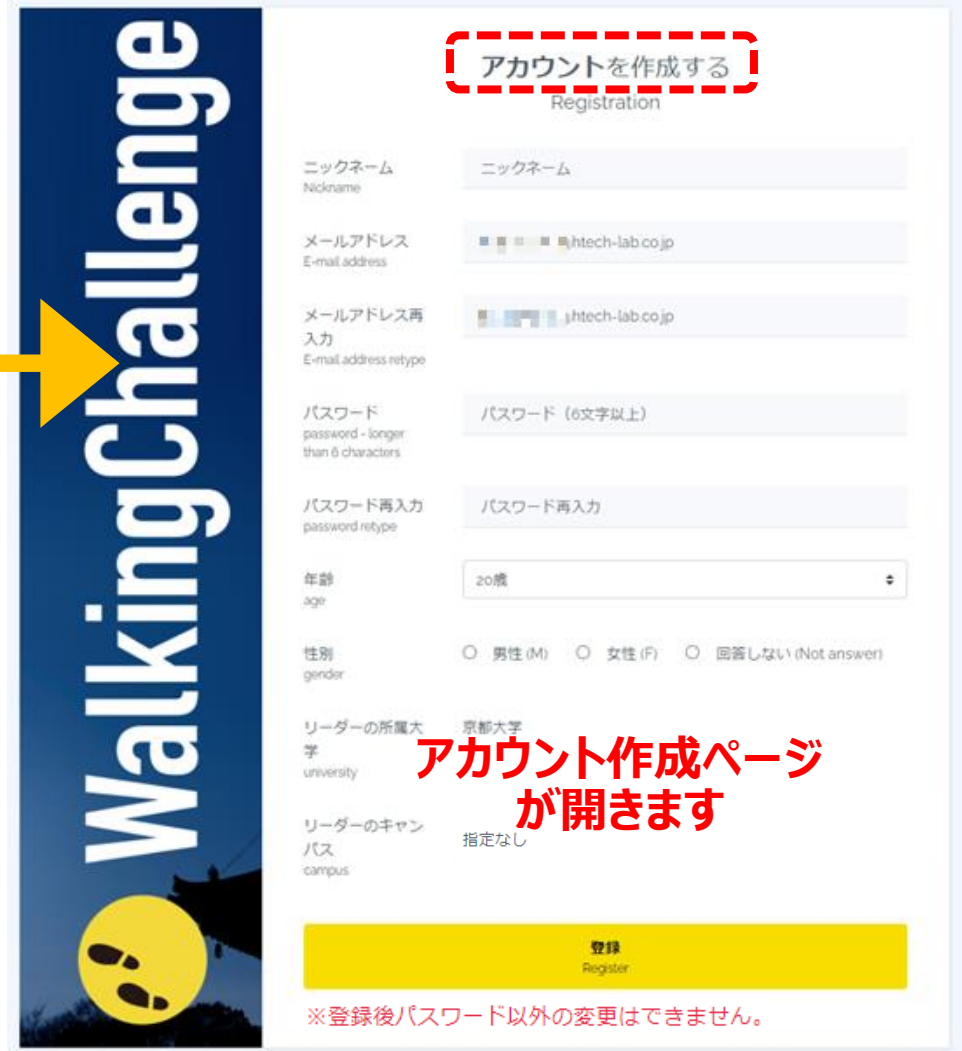 WalkingChallenge
アカウントを作成する
Registration
ニックネーム
Nickname
ニックネーム
メールアドレス
E-mail address
htech-lab.co.jp
メールアドレス再
入力
E-mail address retype
htech-lab.co.jp
パスワード
password - longer
than 6 characters
パスワード（6文字以上）
パスワード再入力
password retype
パスワード再入力
年齢
age
20歳
性別
gender
男性 (M) 女性 (F) 回答しない (Not answer)
リーダーの所属大
学
university
京都大学
アカウント作成ページ
が開きます
リーダーのキャン
パス
campus
指定なし
登録
Register
※登録後パスワード以外の変更はできません。